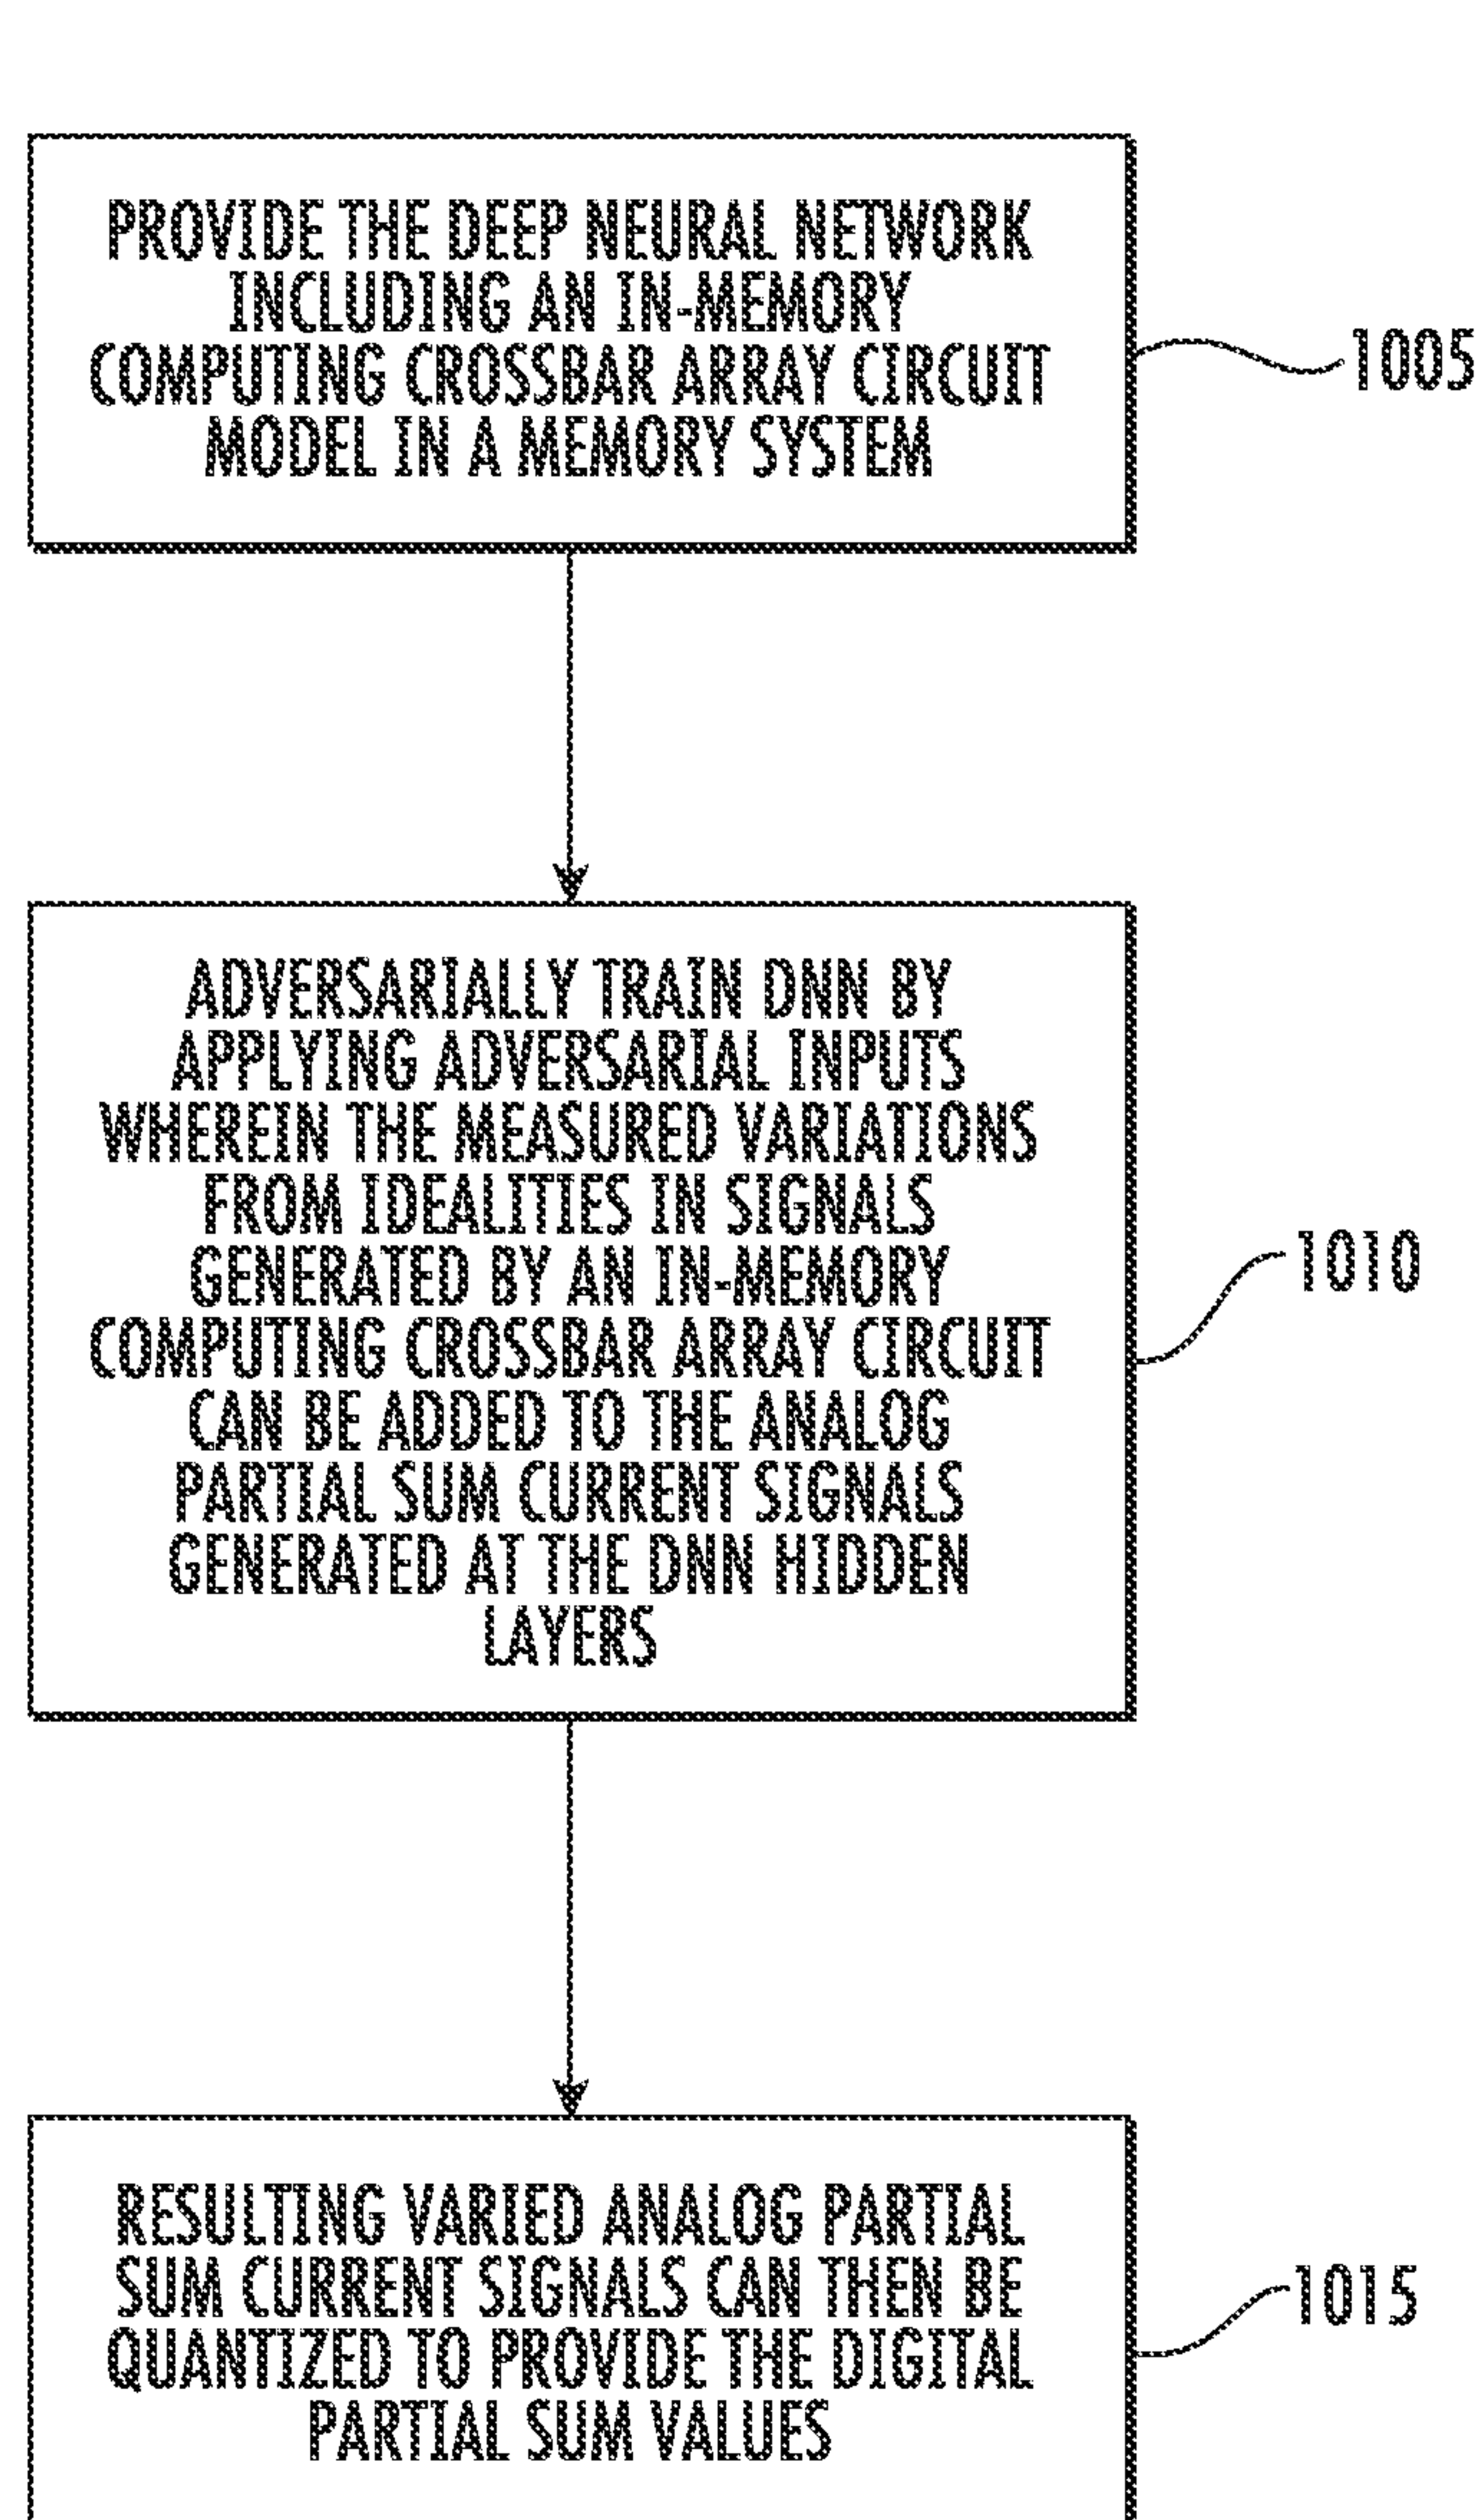 PROVIDE THE DEEP NEURAL NETWORK
INCLUDING AN IN-MEMORY
COMPUTING CROSSBAR ARRAY CIRCUIT
MODEL IN A MEMORY SYSTEM
1005
ADVERSARIALLY TRAIN DNN BY
APPLYING ADVERSARIAL INPUTS
WHEREIN THE MEASURED VARIATIONS
FROM IDEALITIES IN SIGNALS
GENERATED BY AN IN-MEMORY
COMPUTING CROSSBAR ARRAY CIRCUIT
CAN BE ADDED TO THE ANALOG
PARTIAL SUM CURRENT SIGNALS
GENERATED AT THE DNN HIDDEN
LAYERS
1010
RESULTING VARIED ANALOG PARTIAL
SUM CURRENT SIGNALS CAN THEN BE
QUANTIZED TO PROVIDE THE DIGITAL
PARTIAL SUM VALUES
1015